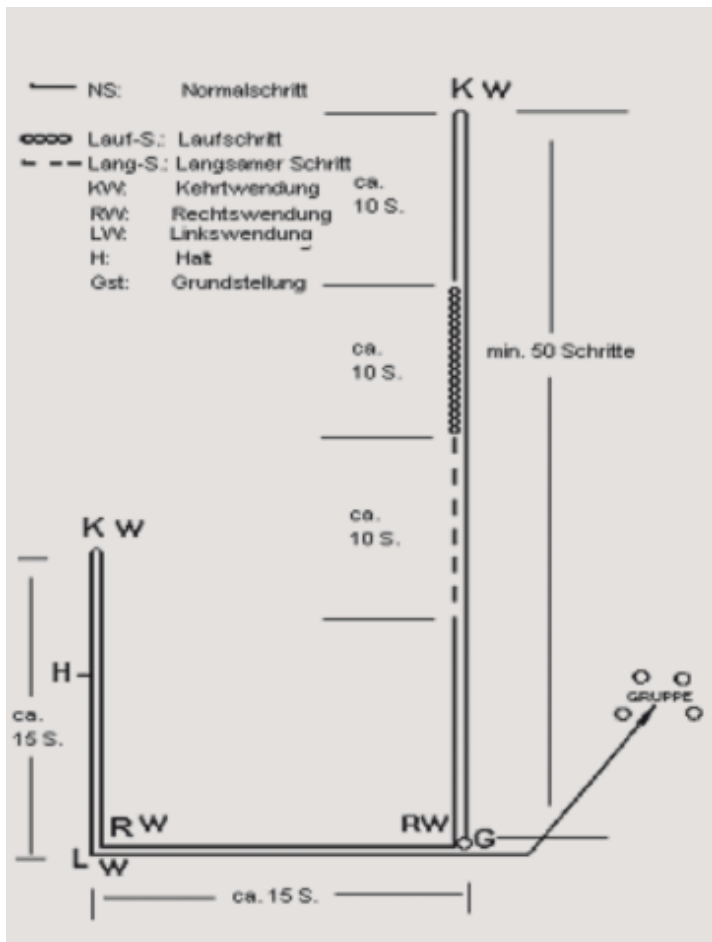 K W
NS: Normalschritt
Lauf-S.: Laufschritt
Lang-S.: Langsamer Schritt
KW: Kehrtwendung
RW: Rechtswendung
LW: Linkswendung
H: Halt
Gst: Grundstellung
ca.
10 S.
ca.
10 S.
min. 50 Schritte
ca.
10 S.
K W
H
ca.
15 S.
GRUPPE
R W
RW
G
L W
ca. 15 S.